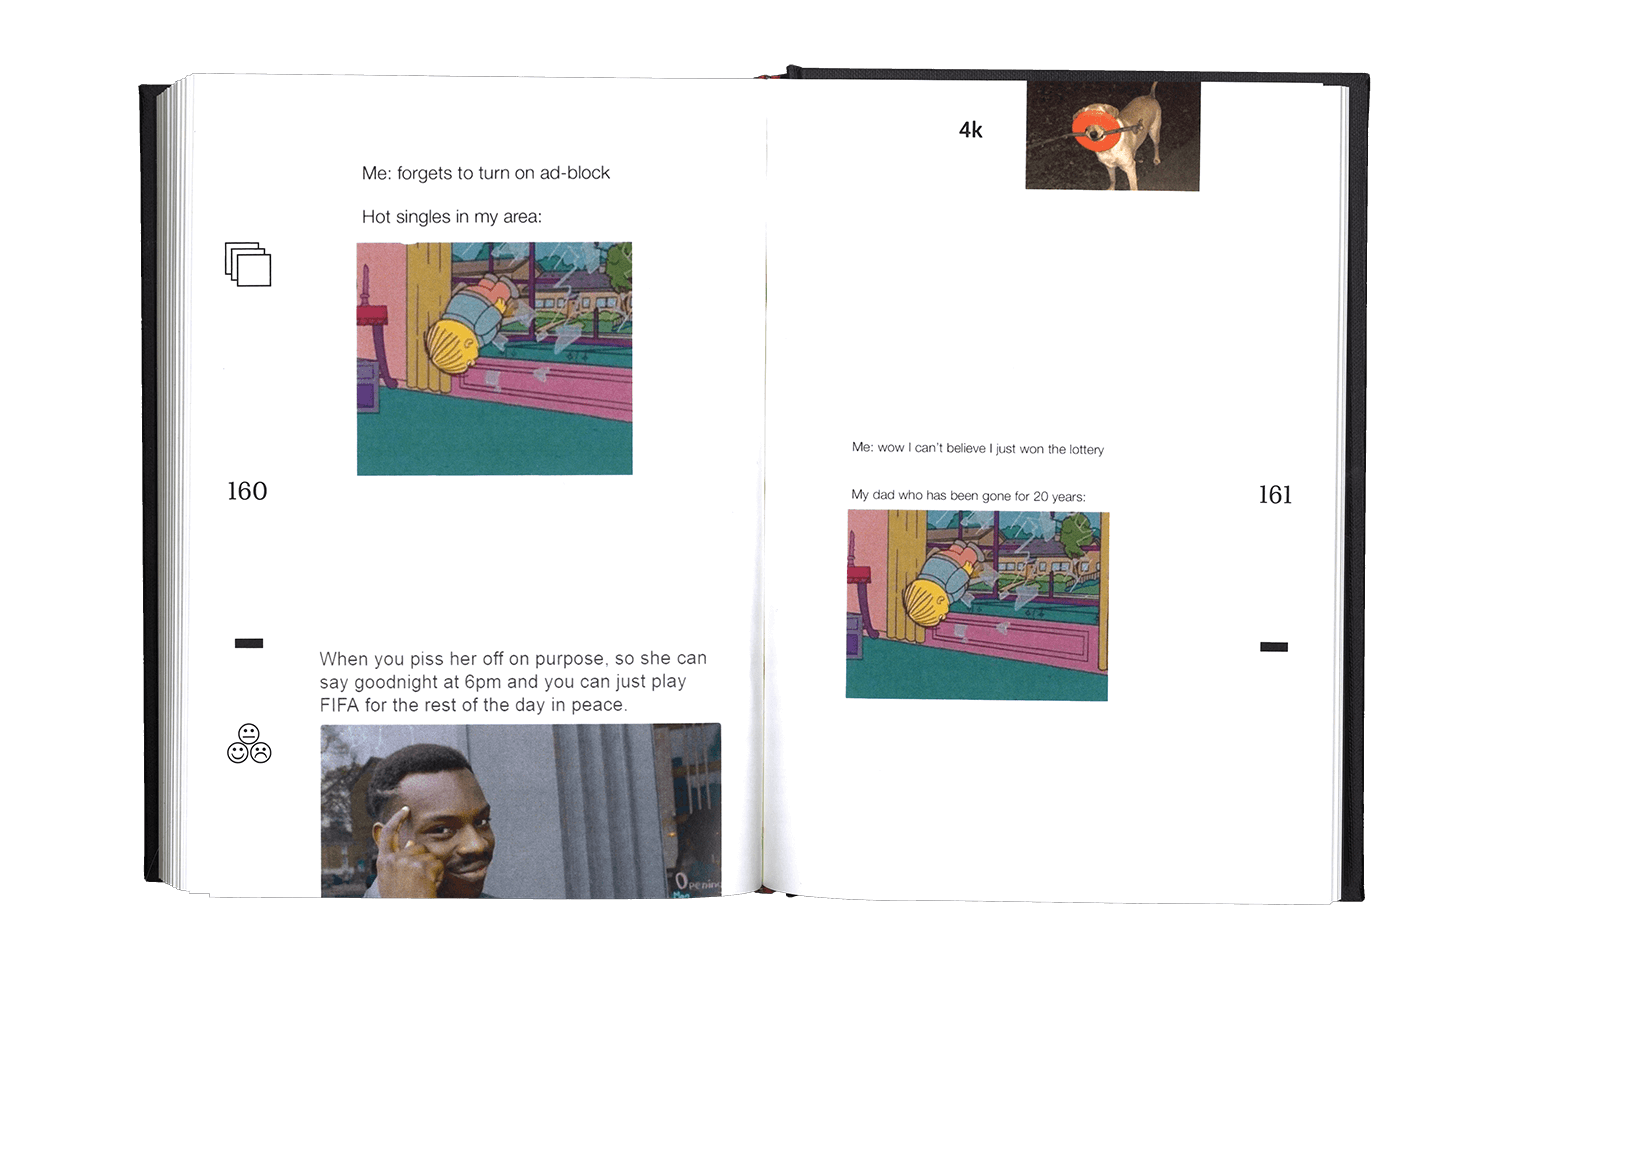 Me: forgets to turn on ad-block
Hot singles in my area:
160
When you piss her off on purpose, so she can
say goodnight at 6pm and you can just play
FIFA for the rest of the day in peace.
Opening
4k
Me: wow I can't believe I just won the lottery
My dad who has been gone for 20 years:
161